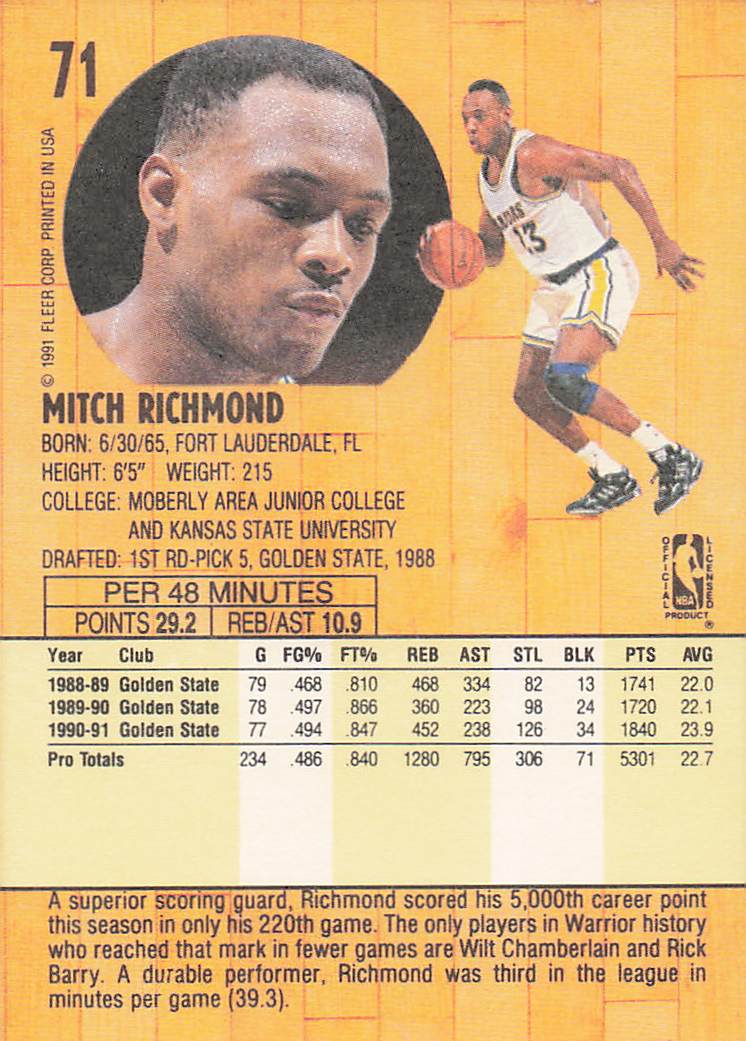 71
© 1991 FLEER CORP. PRINTED IN USA
13
MITCH RICHMOND
BORN: 6/30/65, FORT LAUDERDALE, FL
HEIGHT: 6'5" WEIGHT: 215
COLLEGE: MOBERLY AREA JUNIOR COLLEGE
AND KANSAS STATE UNIVERSITY
DRAFTED: 1ST RD-PICK 5, GOLDEN STATE, 1988
OFFICIAL LICENSED
NBA
PRODUCT ®
PER 48 MINUTES
POINTS 29.2 REB/AST 10.9
Year Club G FG% FT% REB AST STL BLK PTS AVG
1988-89 Golden State 79 .468 .810 468 334 82 13 1741 22.0
1989-90 Golden State 78 .497 .866 360 223 98 24 1720 22.1
1990-91 Golden State 77 .494 .847 452 238 126 34 1840 23.9
Pro Totals 234 .486 .840 1280 795 306 71 5301 22.7
A superior scoring guard, Richmond scored his 5,000th career point
this season in only his 220th game. The only players in Warrior history
who reached that mark in fewer games are Wilt Chamberlain and Rick
Barry. A durable performer, Richmond was third in the league in
minutes per game (39.3).